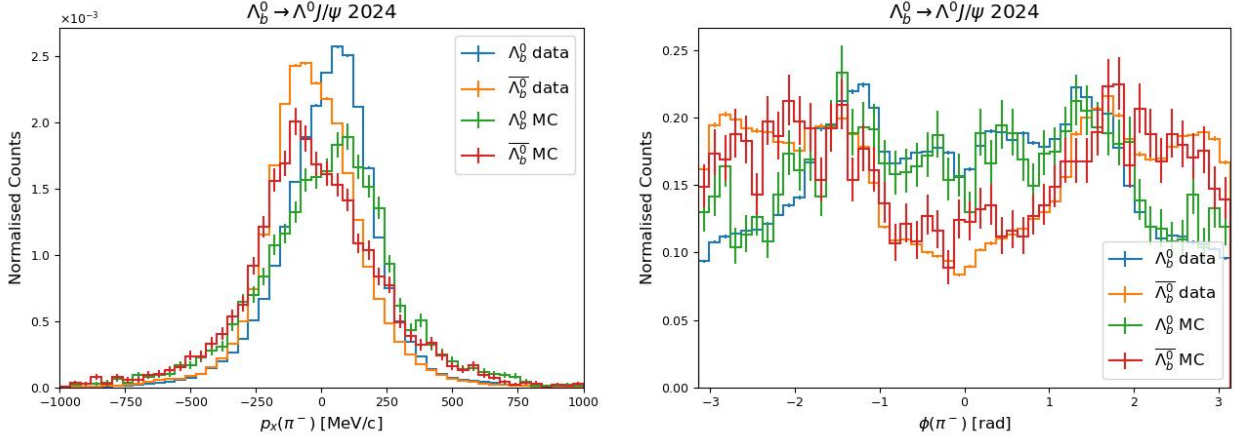 Λ_b^0 → Λ^0 J/ψ 2024
×10⁻³
Normalised Counts
2.5
2.0
1.5
1.0
0.5
0.0
−1000 −750 −500 −250 0 250 500 750 1000
p_x(π⁻) [MeV/c]
Λ_b^0 data
\overline{Λ_b^0} data
Λ_b^0 MC
\overline{Λ_b^0} MC
Λ_b^0 → Λ^0 J/ψ 2024
Normalised Counts
0.25
0.20
0.15
0.10
0.05
0.00
−3 −2 −1 0 1 2 3
ϕ(π⁻) [rad]
Λ_b^0 data
\overline{Λ_b^0} data
Λ_b^0 MC
\overline{Λ_b^0} MC